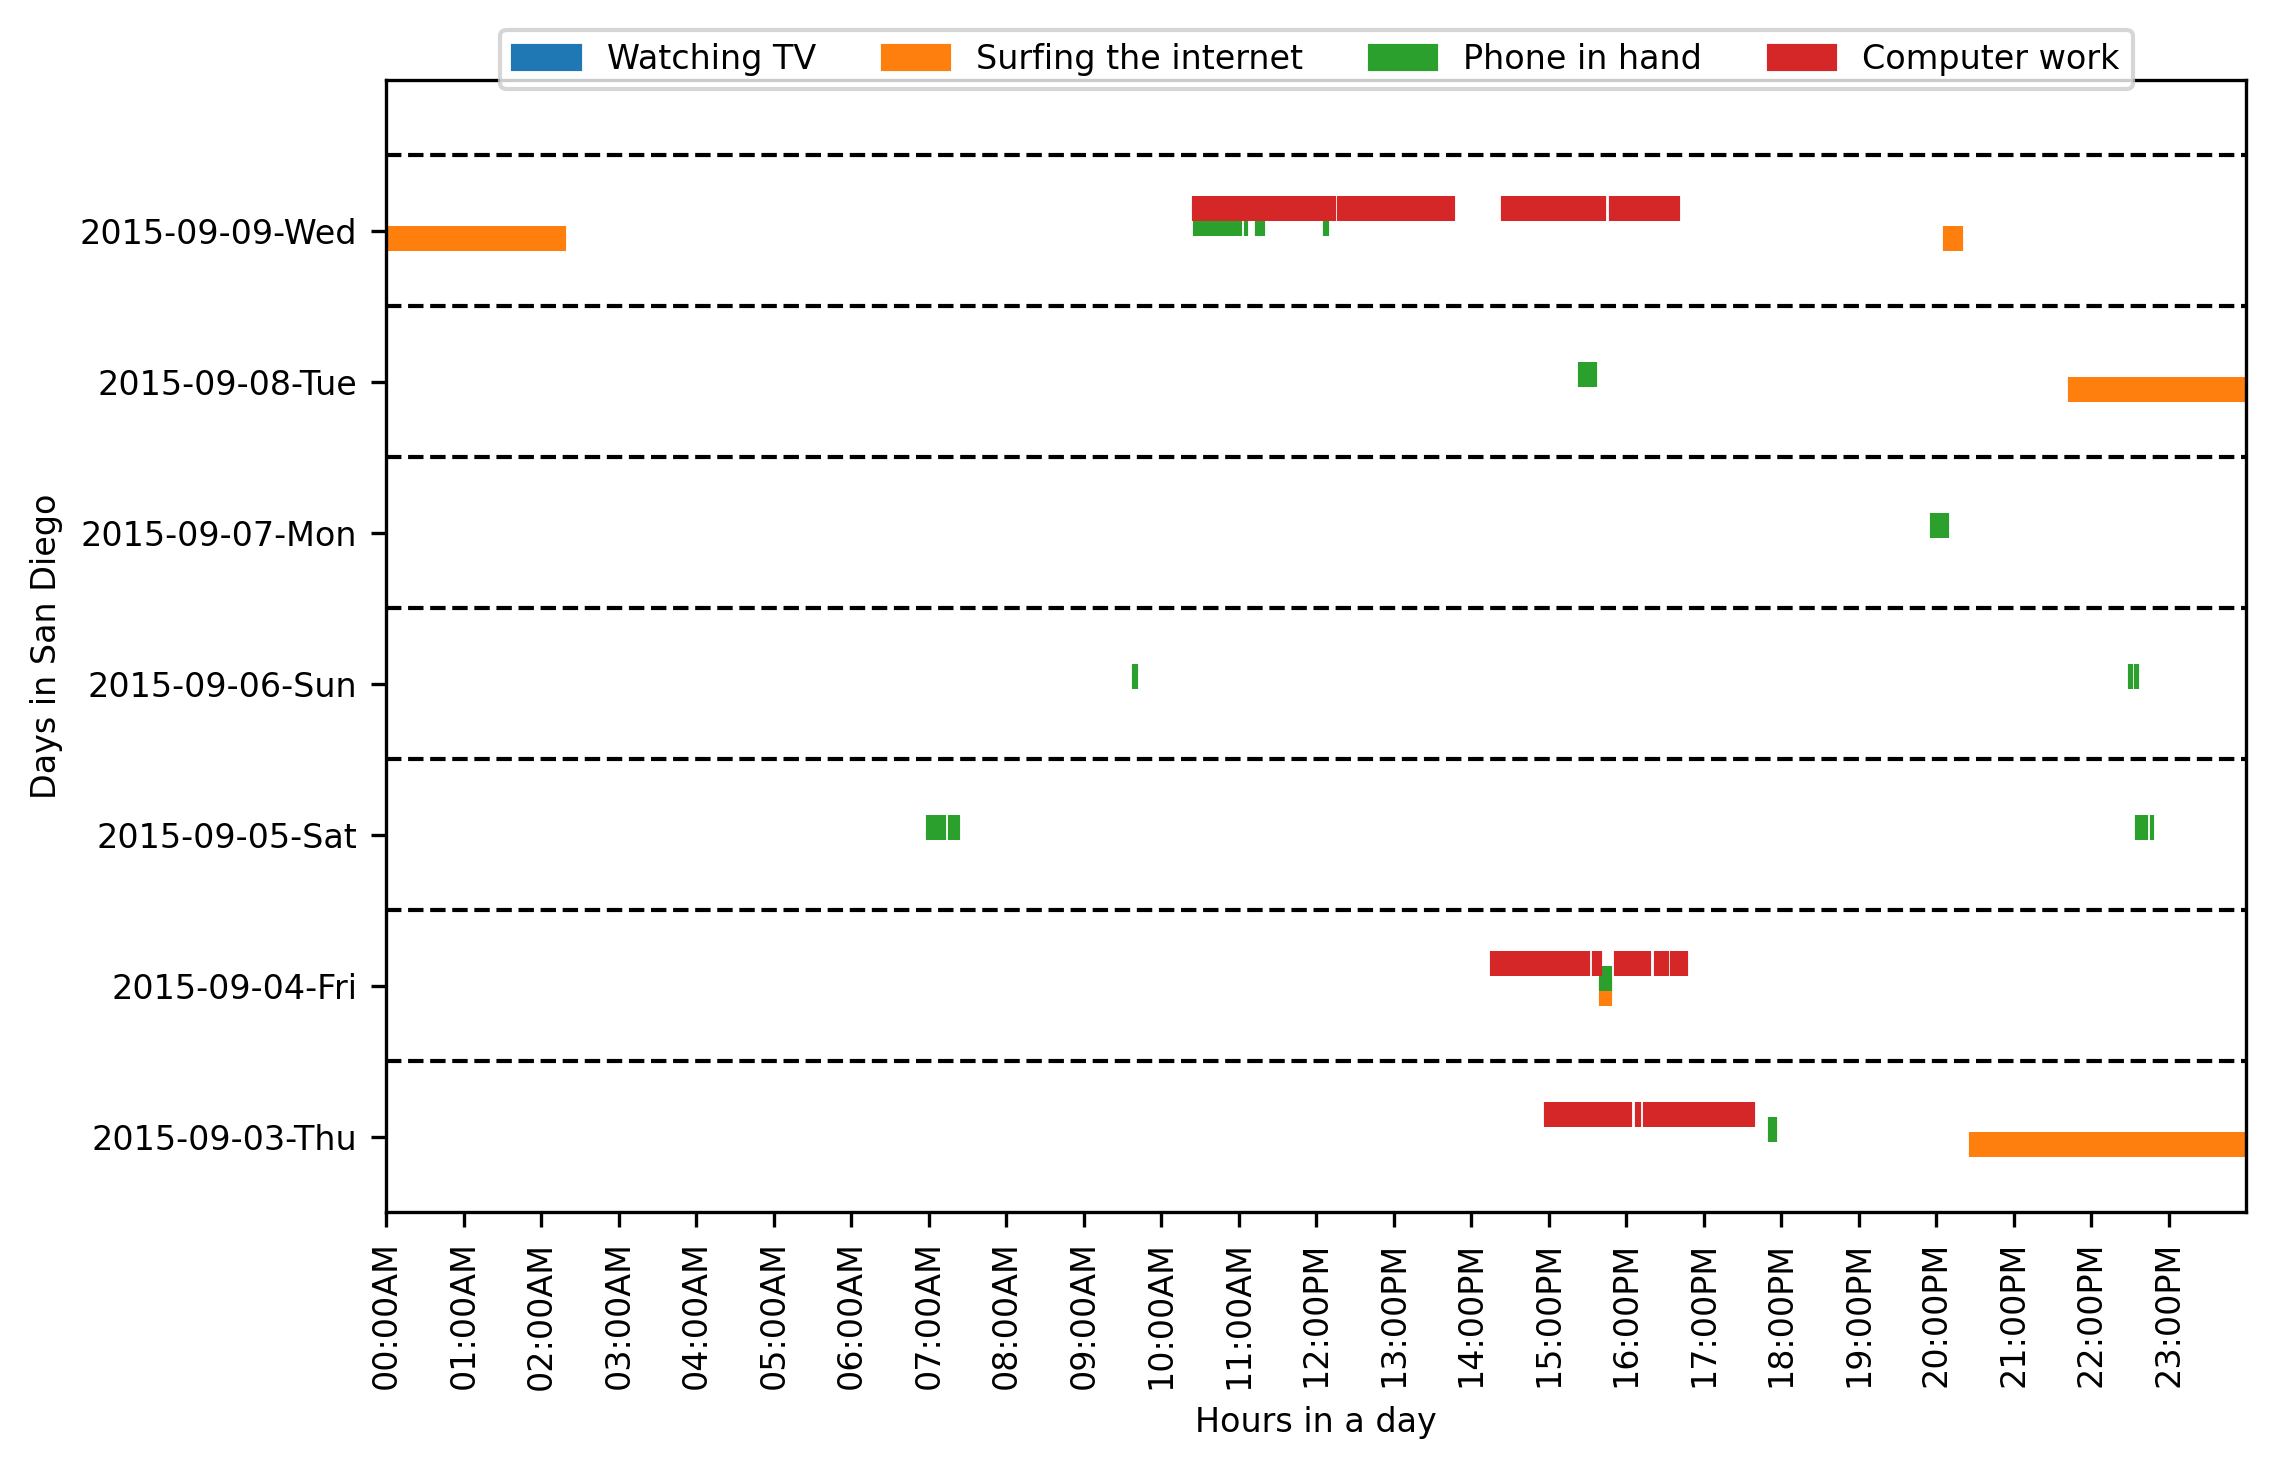 Watching TV Surfing the internet Phone in hand Computer work
Days in San Diego
2015-09-09-Wed
2015-09-08-Tue
2015-09-07-Mon
2015-09-06-Sun
2015-09-05-Sat
2015-09-04-Fri
2015-09-03-Thu
00:00AM 01:00AM 02:00AM 03:00AM 04:00AM 05:00AM 06:00AM 07:00AM 08:00AM 09:00AM 10:00AM 11:00AM 12:00PM 13:00PM 14:00PM 15:00PM 16:00PM 17:00PM 18:00PM 19:00PM 20:00PM 21:00PM 22:00PM 23:00PM
Hours in a day